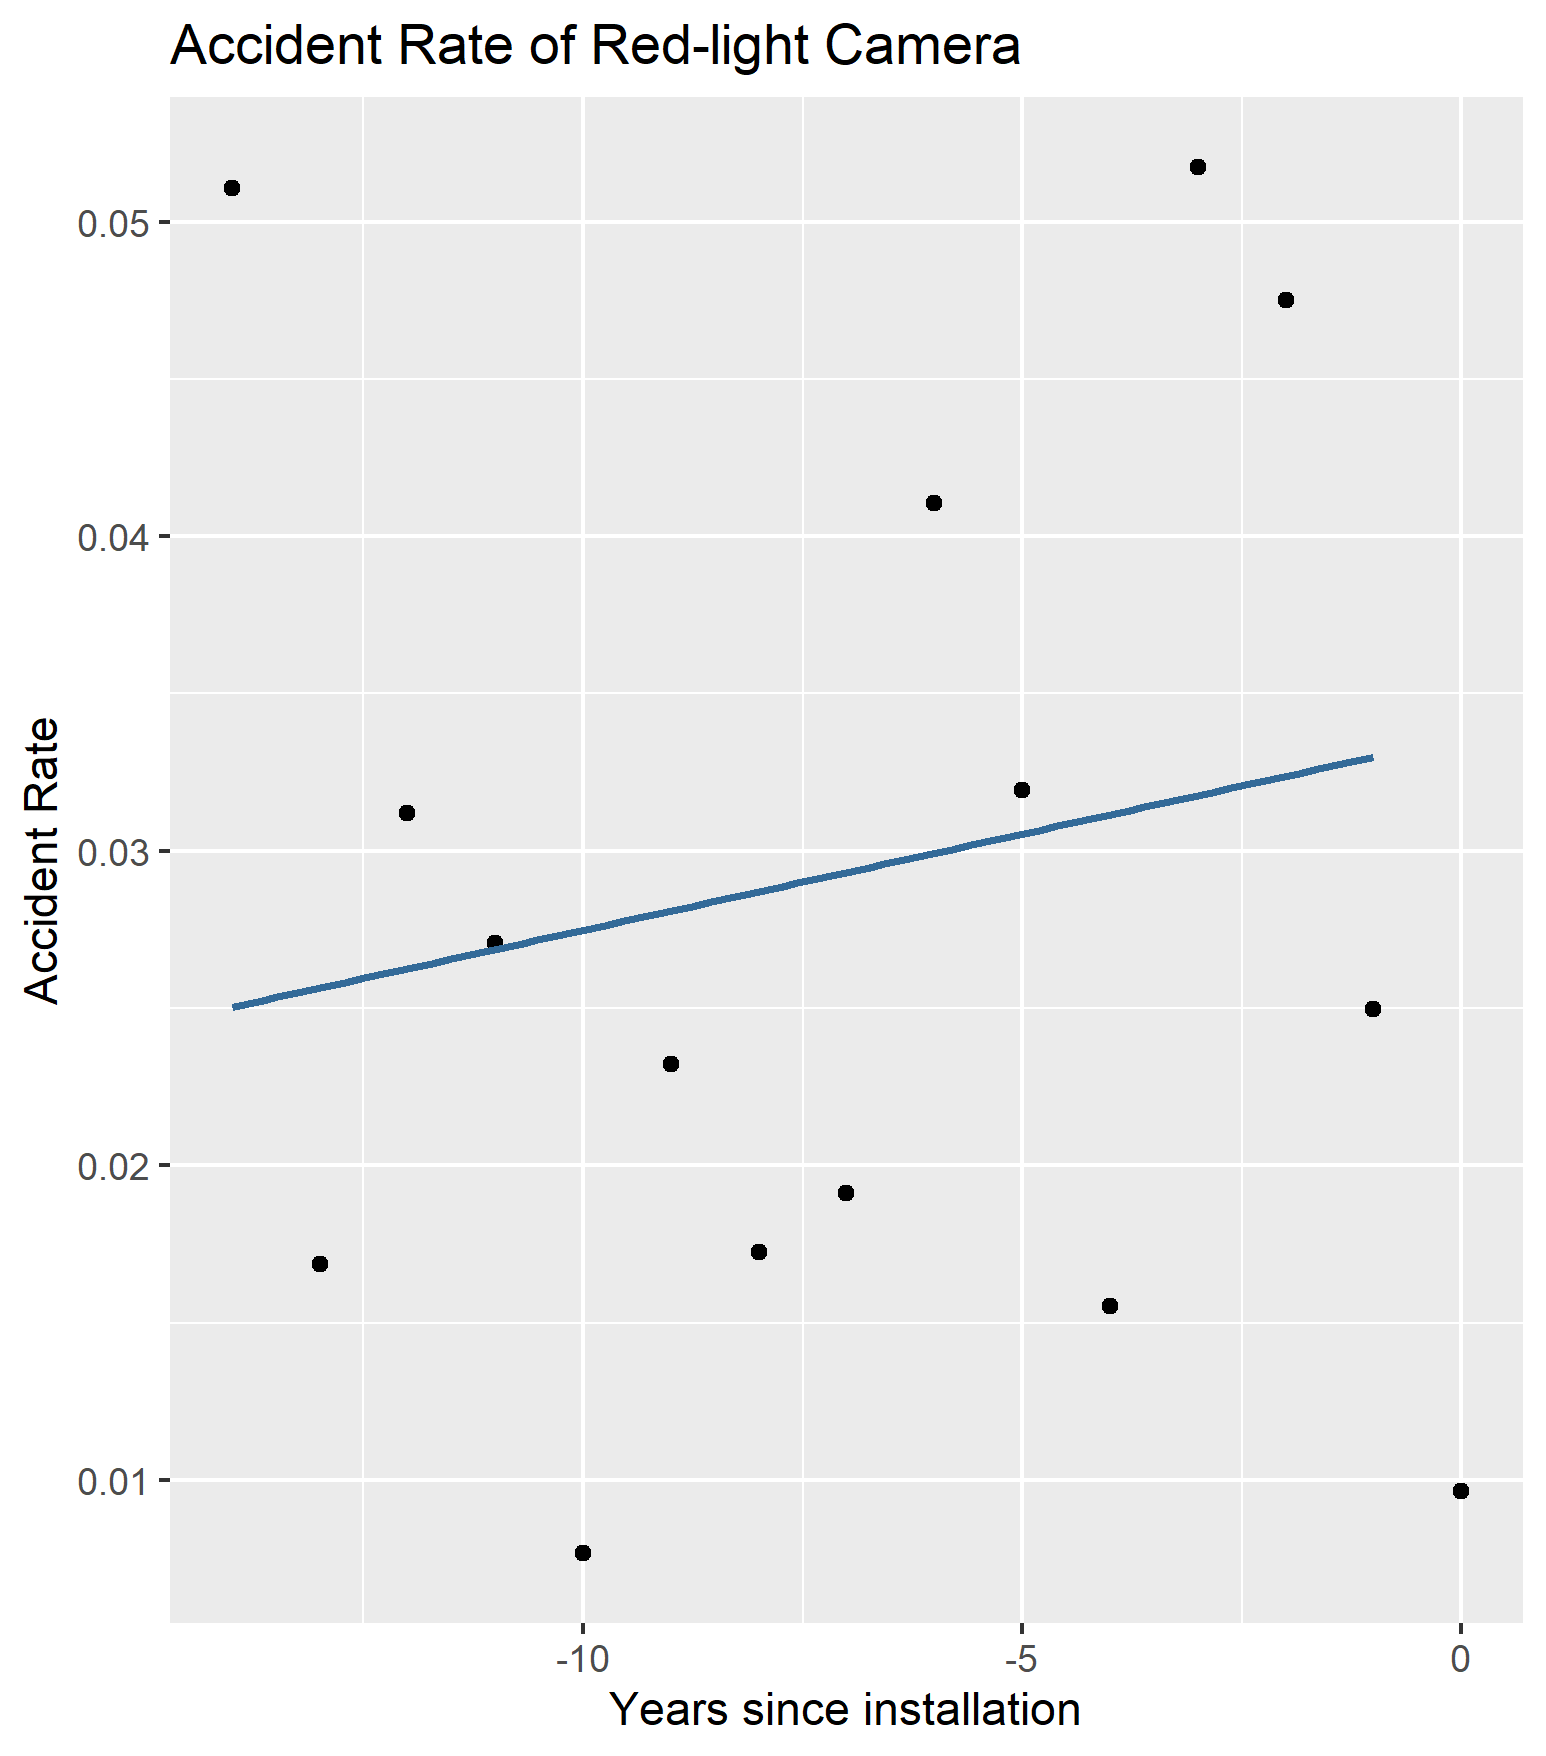 Accident Rate of Red-light Camera
Accident Rate
0.05
0.04
0.03
0.02
0.01
-10
-5
0
Years since installation